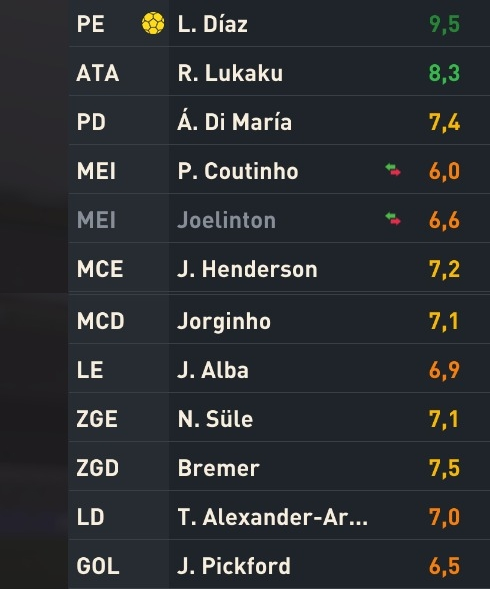 PE L. Díaz 9,5
ATA R. Lukaku 8,3
PD Á. Di María 7,4
MEI P. Coutinho 6,0
MEI Joelinton 6,6
MCE J. Henderson 7,2
MCD Jorginho 7,1
LE J. Alba 6,9
ZGE N. Süle 7,1
ZGD Bremer 7,5
LD T. Alexander-Ar... 7,0
GOL J. Pickford 6,5